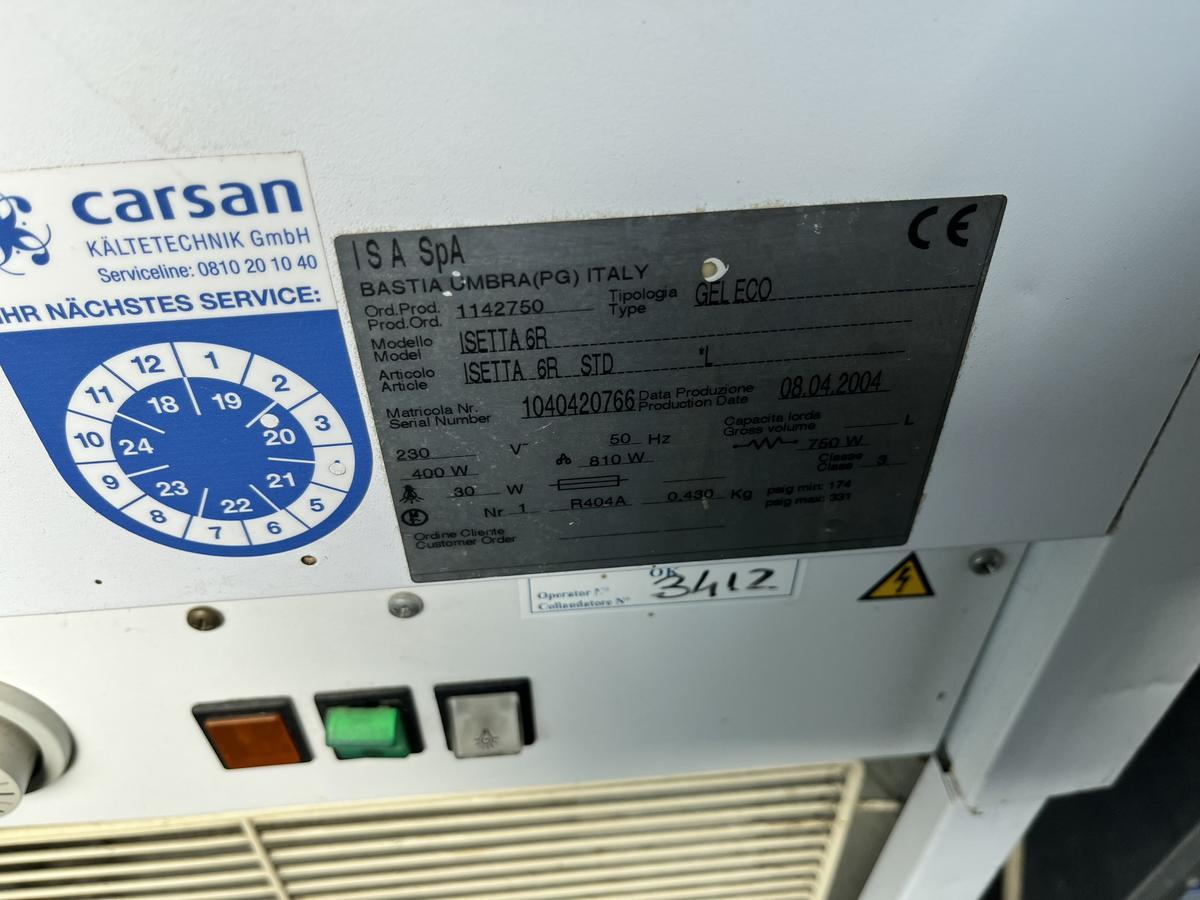 carsan
KÄLTETECHNIK GmbH
Serviceline: 0810 20 10 40
IHR NÄCHSTES SERVICE:
12 1 2 3 5 6 7 8 9 10 11
18 19 20 21 22 23 24
ISA SpA
CE
BASTIA UMBRA(PG) ITALY
Ord.Prod. 1142750 Tipologia GEL ECO
Prod.Ord. Type
Modello ISETTA 6R
Model
Articolo ISETTA 6R STD *L
Article
Matricola Nr. 1040420766 Data Produzione 08.04.2004
Serial Number Production Date
Capacita lorda
Gross volume L
230 V~ 50 Hz 750 W
400 W 810 W Classe 3
Class
30 W
Nr 1 R404A 0.430 Kg psig min: 174
psig max: 331
Ordine Cliente
Customer Order
OK
Operator N° 3412
Collaudatore N°